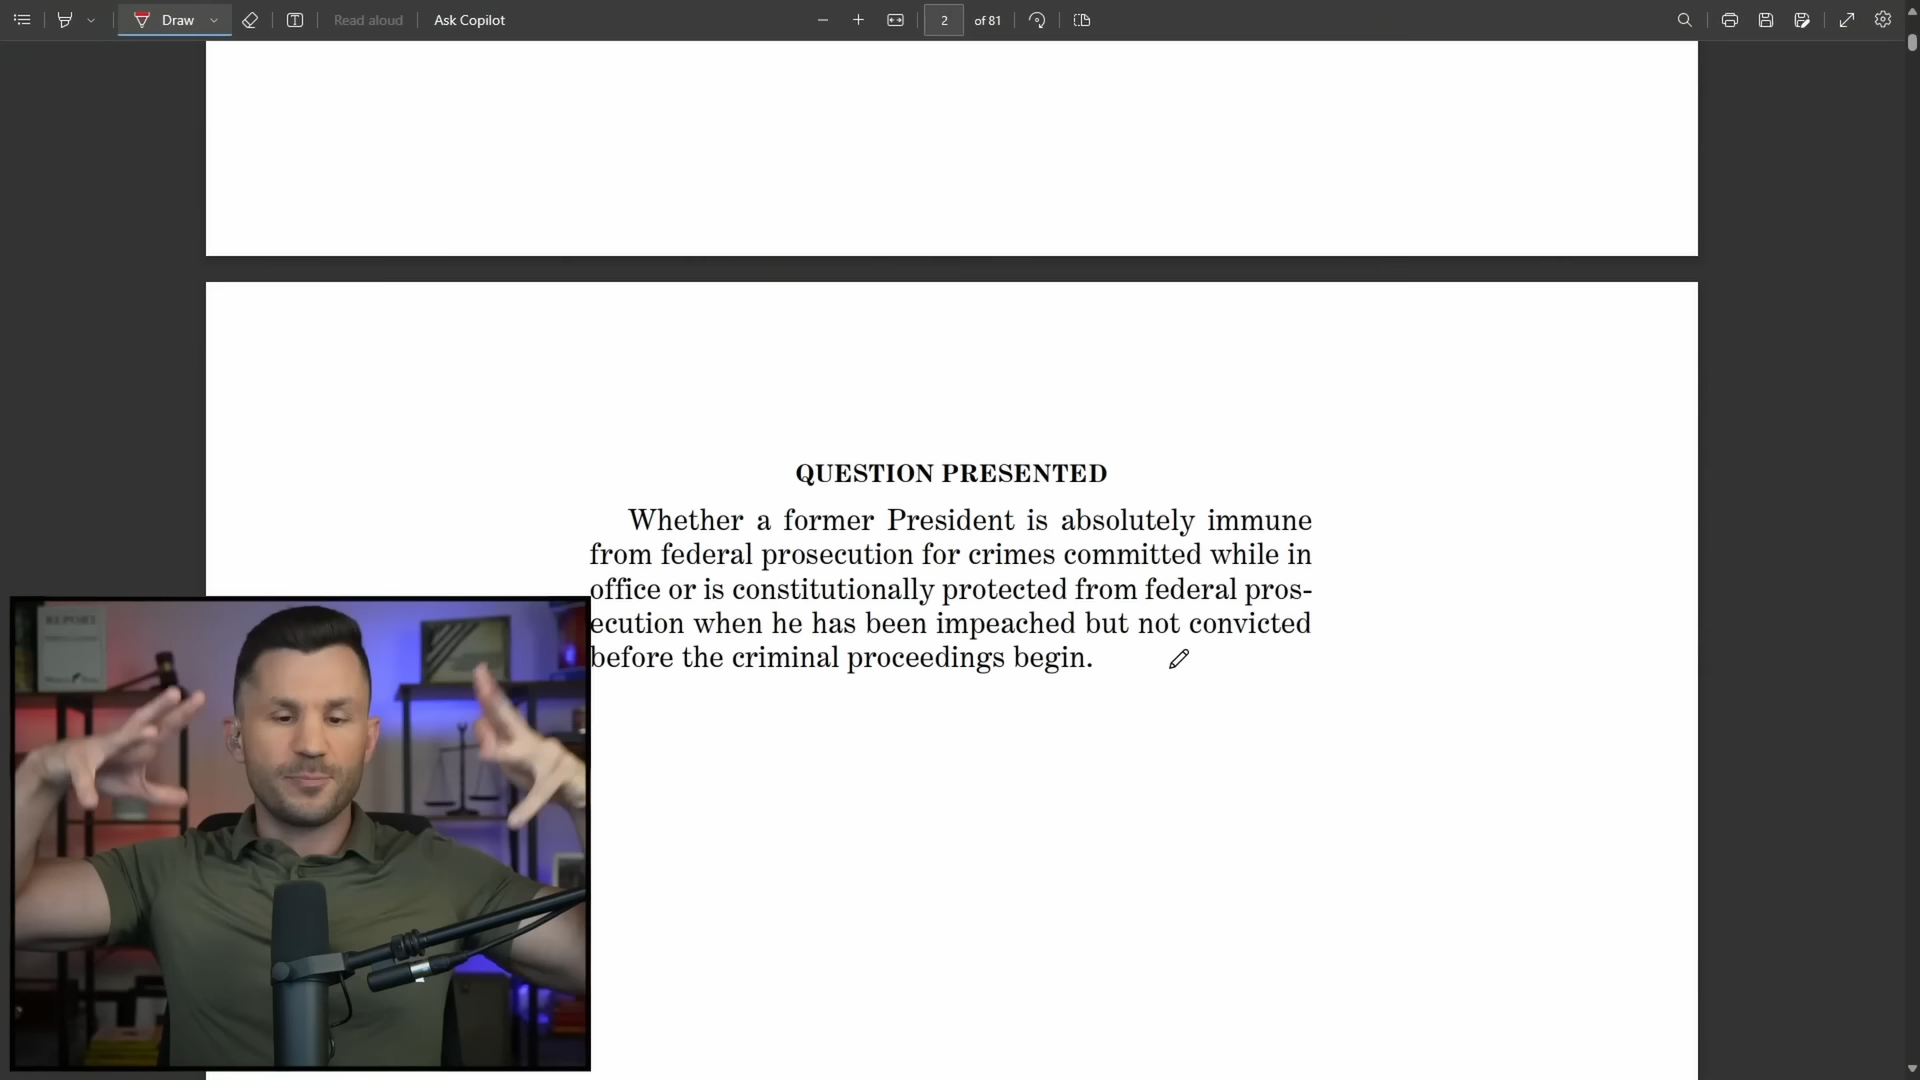 Draw
Read aloud
Ask Copilot
2
of 81
QUESTION PRESENTED
Whether a former President is absolutely immune
from federal prosecution for crimes committed while in
office or is constitutionally protected from federal pros-
ecution when he has been impeached but not convicted
before the criminal proceedings begin.
REPORT